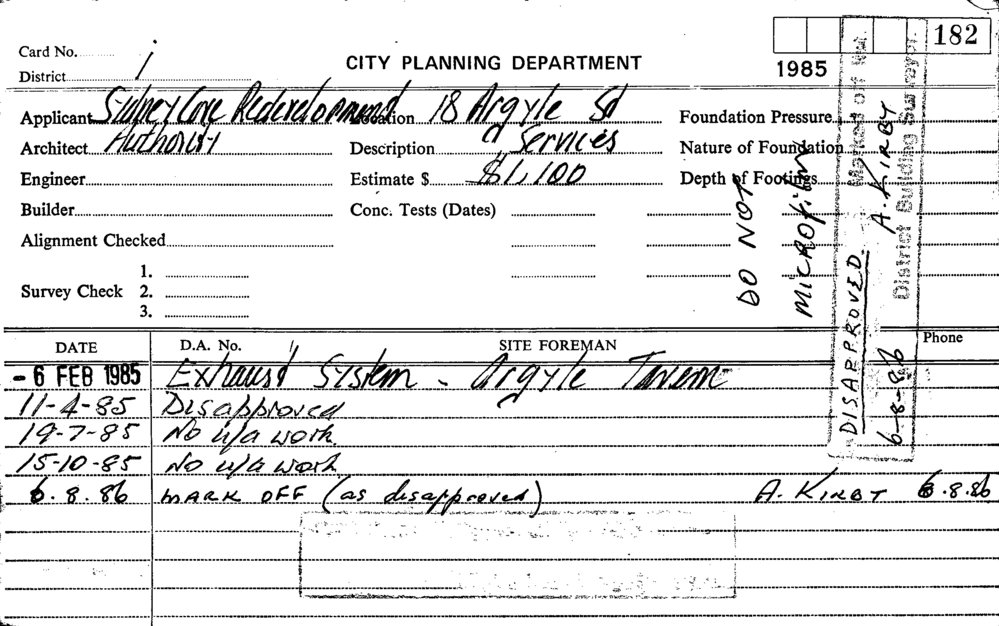 182
1985
Card No.
CITY PLANNING DEPARTMENT
District
Applicant Sidney Cove Redevelopment Location 18 Argyle St Foundation Pressure
Architect Authority Description Services Nature of Foundation
Engineer Estimate $ $1,100 Depth of Footings
Builder Conc. Tests (Dates)
Alignment Checked
1.
Survey Check 2.
3.
DO NOT
MICROfilm
Marked off
DISAPPROVED.
A. KIRBY
6-8-86
District Building Surveyor
DATE D.A. No. SITE FOREMAN Phone
- 6 FEB 1985 Exhaust System - Argyle Tavern
11-4-85 Disapproved
19-7-85 No u/a work
15-10-85 No u/a work
6.8.86 MARK OFF (as disapproved) A. KIRBY 6.8.86